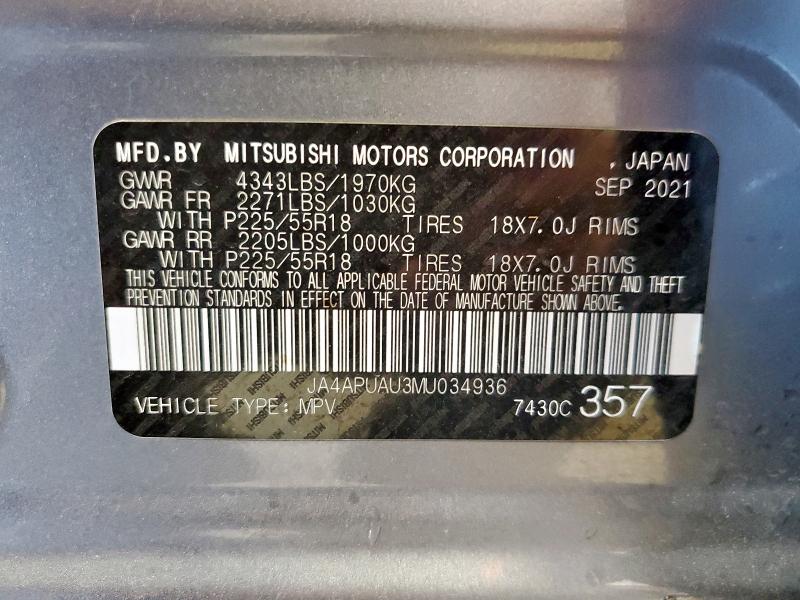 MFD.BY MITSUBISHI MOTORS CORPORATION , JAPAN
GWR 4343LBS/1970KG SEP 2021
GAWR FR 2271LBS/1030KG
WITH P225/55R18 TIRES 18X7.0J RIMS
GAWR RR 2205LBS/1000KG
WITH P225/55R18 TIRES 18X7.0J RIMS
THIS VEHICLE CONFORMS TO ALL APPLICABLE FEDERAL MOTOR VEHICLE SAFETY AND THEFT
PREVENTION STANDARDS IN EFFECT ON THE DATE OF MANUFACTURE SHOWN ABOVE.
JA4APUAU3MU034936
VEHICLE TYPE: MPV 7430C 357